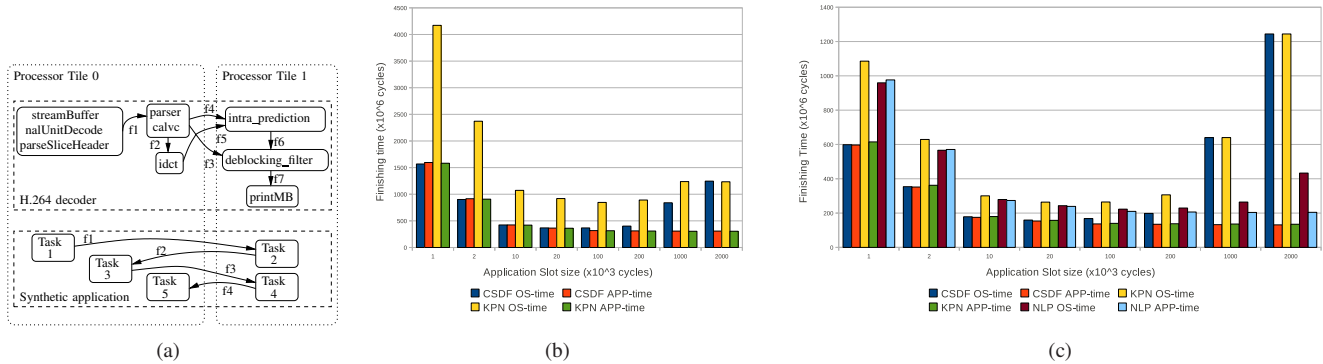 Processor Tile 0
Processor Tile 1
streamBuffer
nalUnitDecode
parseSliceHeader
f1
parser
calvc
f4
intra_prediction
f2
f5
f6
idct
f3
deblocking_filter
f7
printMB
H.264 decoder
Task
1
f1
Task
2
f2
Task
3
f3
Task
5
f4
Task
4
Synthetic application
(a)
Finishing time (x10^6 cycles)
4500
4000
3500
3000
2500
2000
1500
1000
500
0
1 2 10 20 100 200 1000 2000
Application Slot size (x10^3 cycles)
CSDF OS-time CSDF APP-time
KPN OS-time KPN APP-time
(b)
Finishing Time (x10^6 cycles)
1400
1200
1000
800
600
400
200
0
1 2 10 20 100 200 1000 2000
Application Slot size (x10^3 cycles)
CSDF OS-time CSDF APP-time KPN OS-time
KPN APP-time NLP OS-time NLP APP-time
(c)